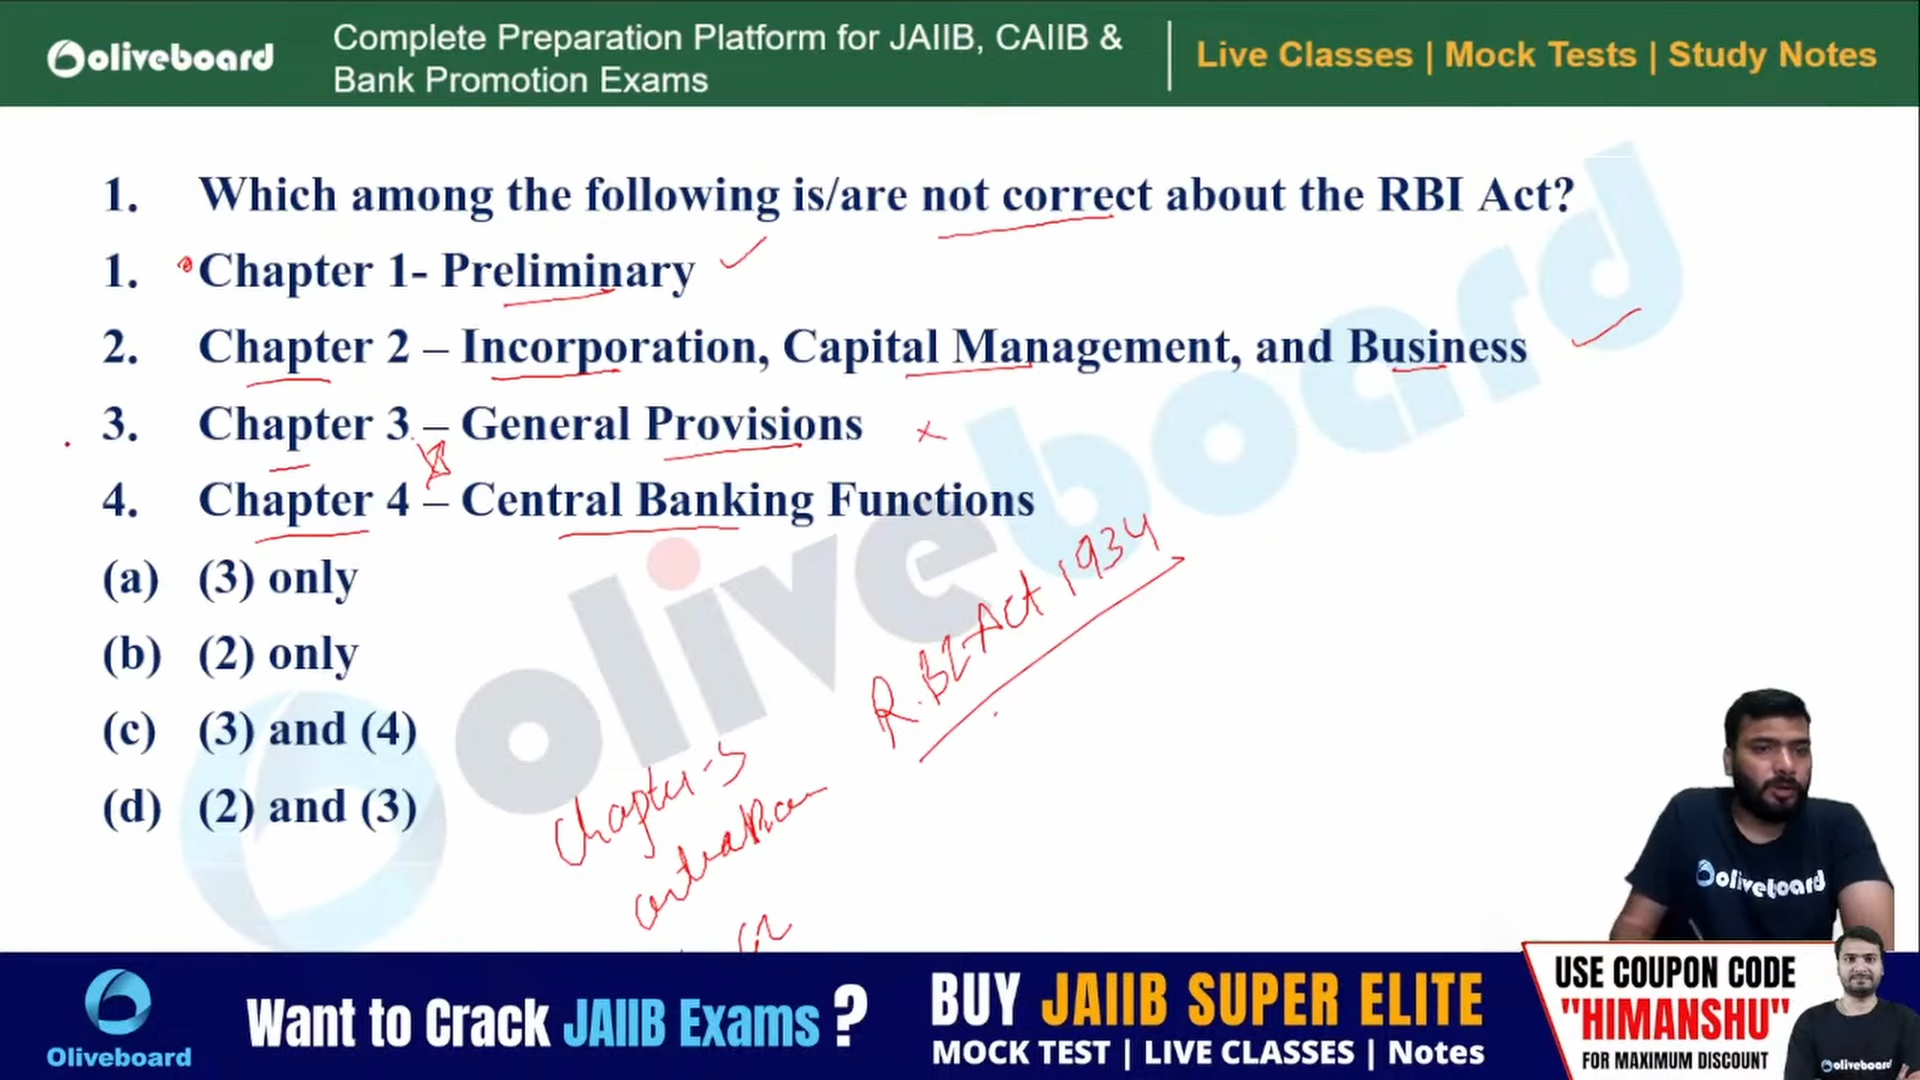 oliveboard
Complete Preparation Platform for JAIIB, CAIIB &
Bank Promotion Exams
Live Classes | Mock Tests | Study Notes
1. Which among the following is/are not correct about the RBI Act?
1. Chapter 1- Preliminary
2. Chapter 2 – Incorporation, Capital Management, and Business
3. Chapter 3 – General Provisions
4. Chapter 4 – Central Banking Functions
(a) (3) only
(b) (2) only
(c) (3) and (4)
(d) (2) and (3)
oliveboard
R.BI-Act 1934
Chapter-3
oliveboard
Oliveboard
Want to Crack JAIIB Exams ?
BUY JAIIB SUPER ELITE
MOCK TEST | LIVE CLASSES | Notes
USE COUPON CODE
"HIMANSHU"
FOR MAXIMUM DISCOUNT
oliveboard